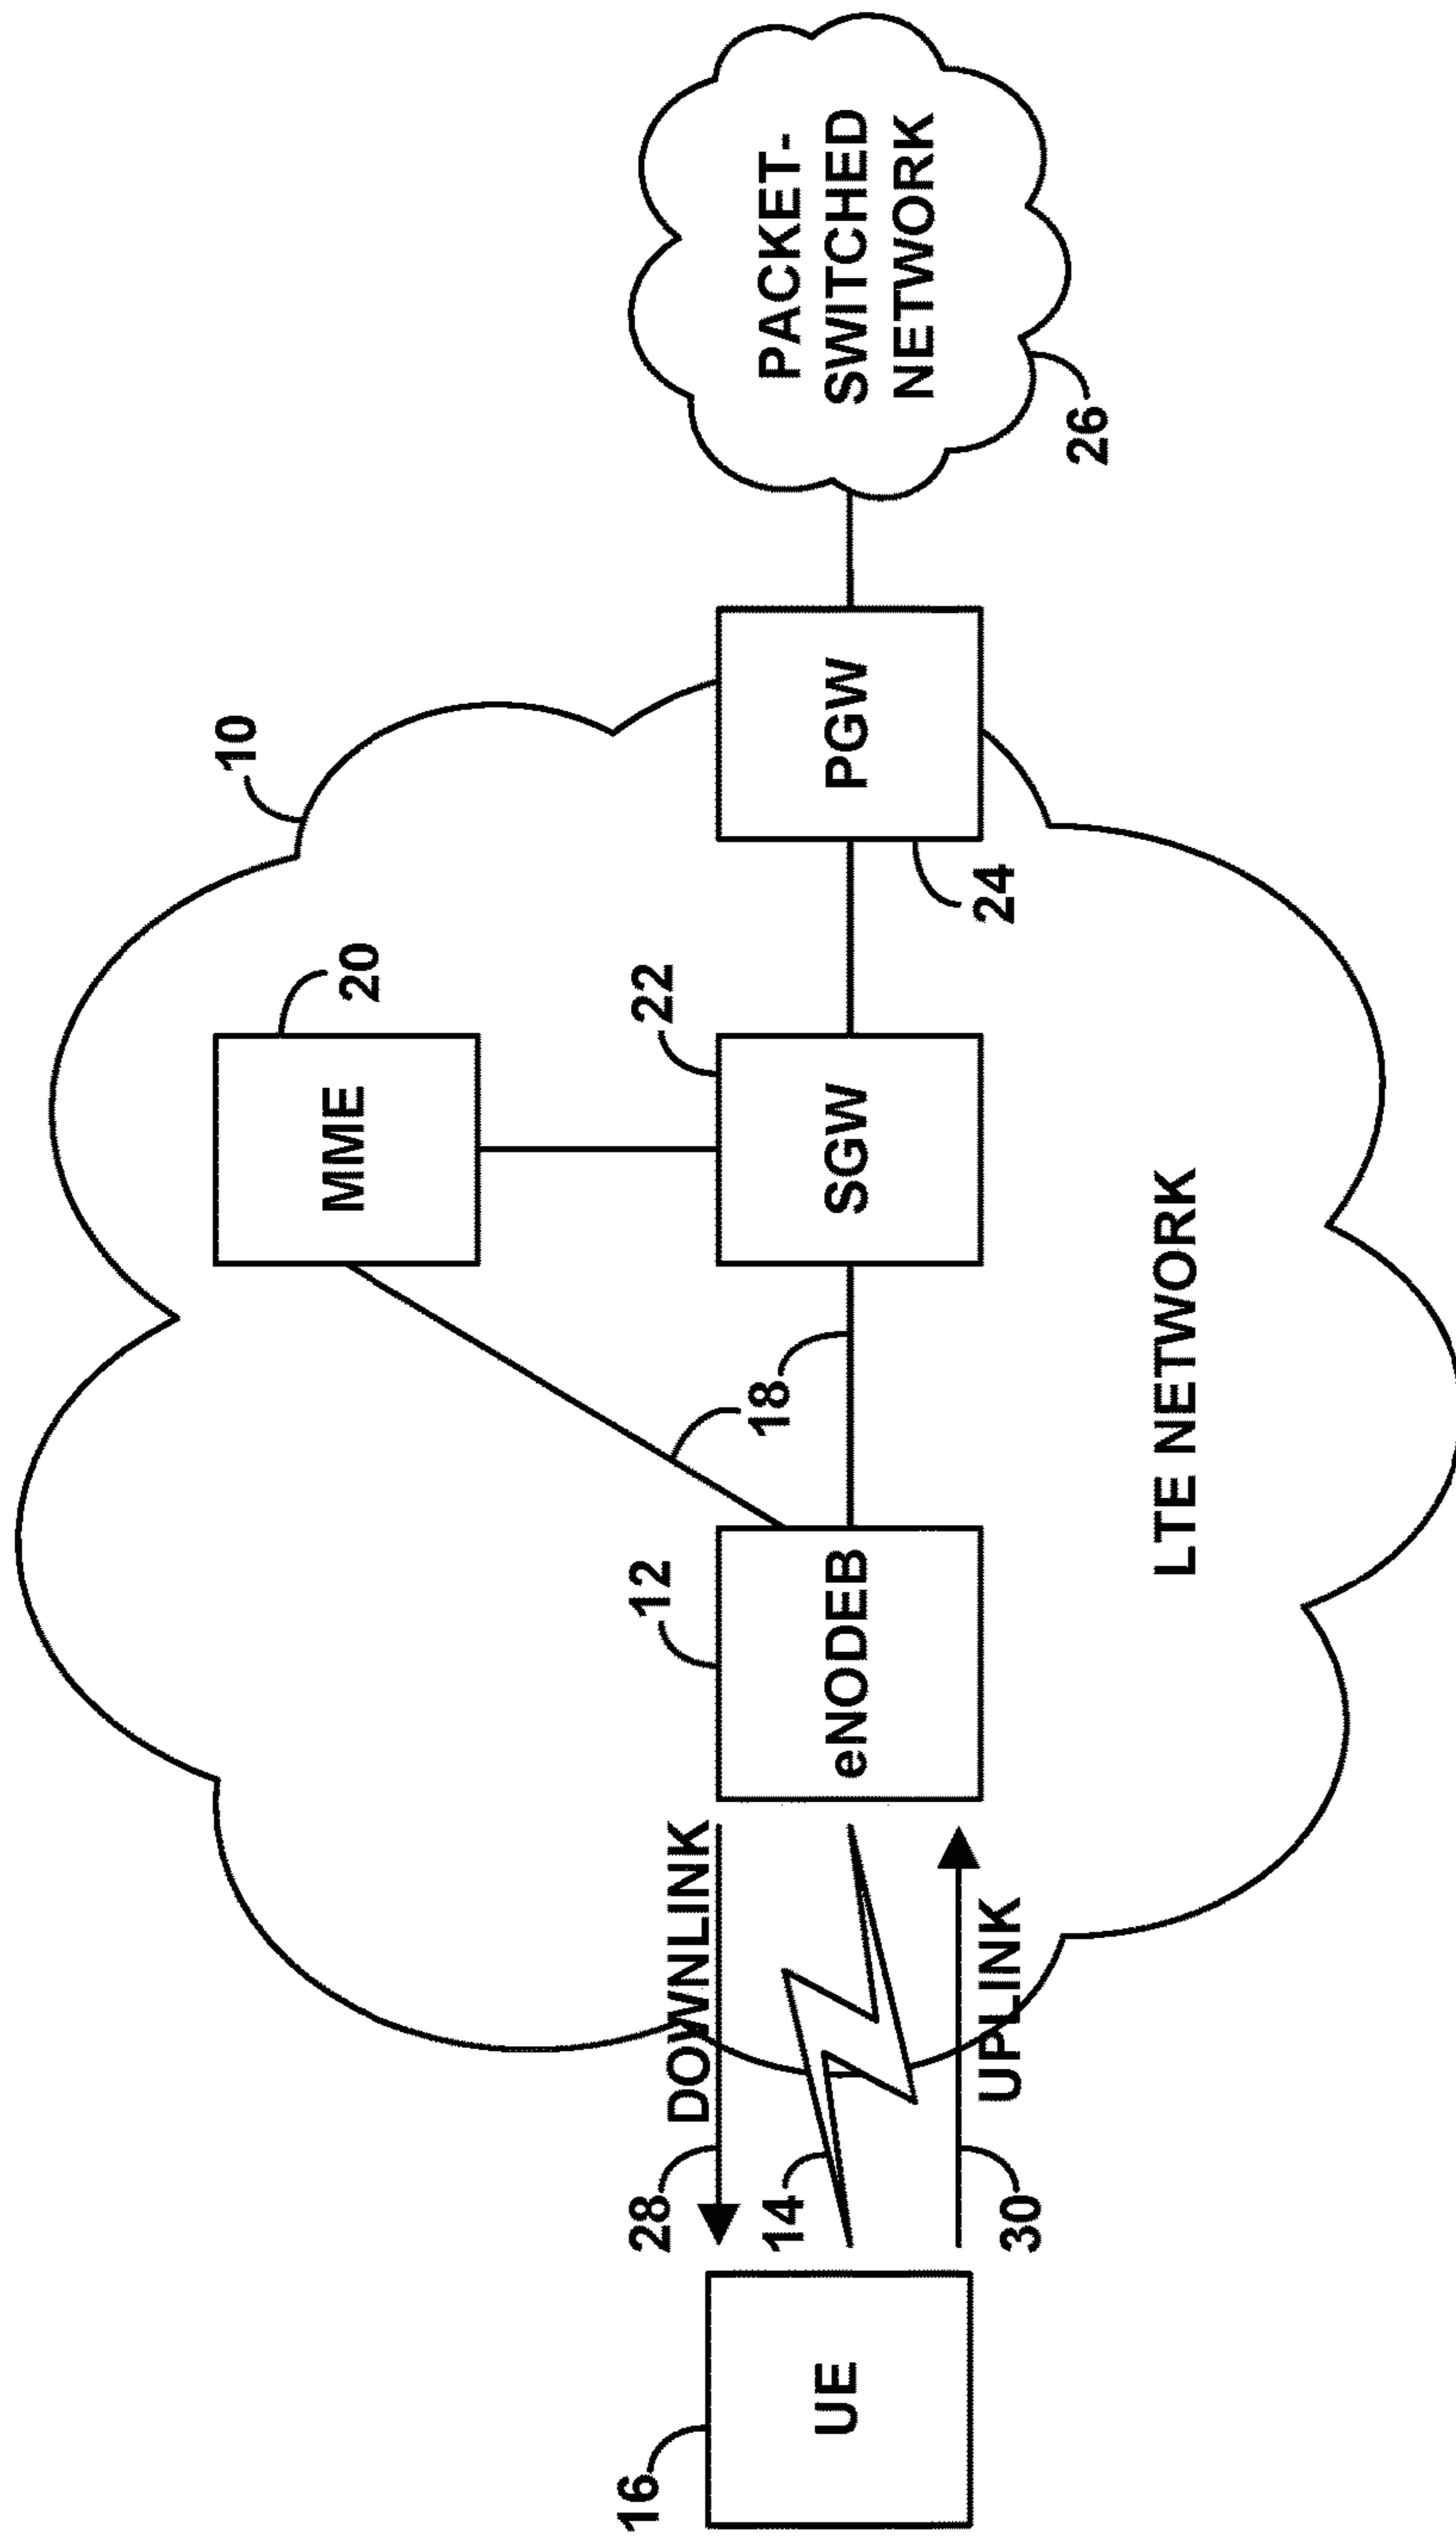 10
MME
20
12
18
22
24
PACKET-
SWITCHED
NETWORK
26
16
UE
28
DOWNLINK
14
30
UPLINK
eNODEB
SGW
PGW
LTE NETWORK